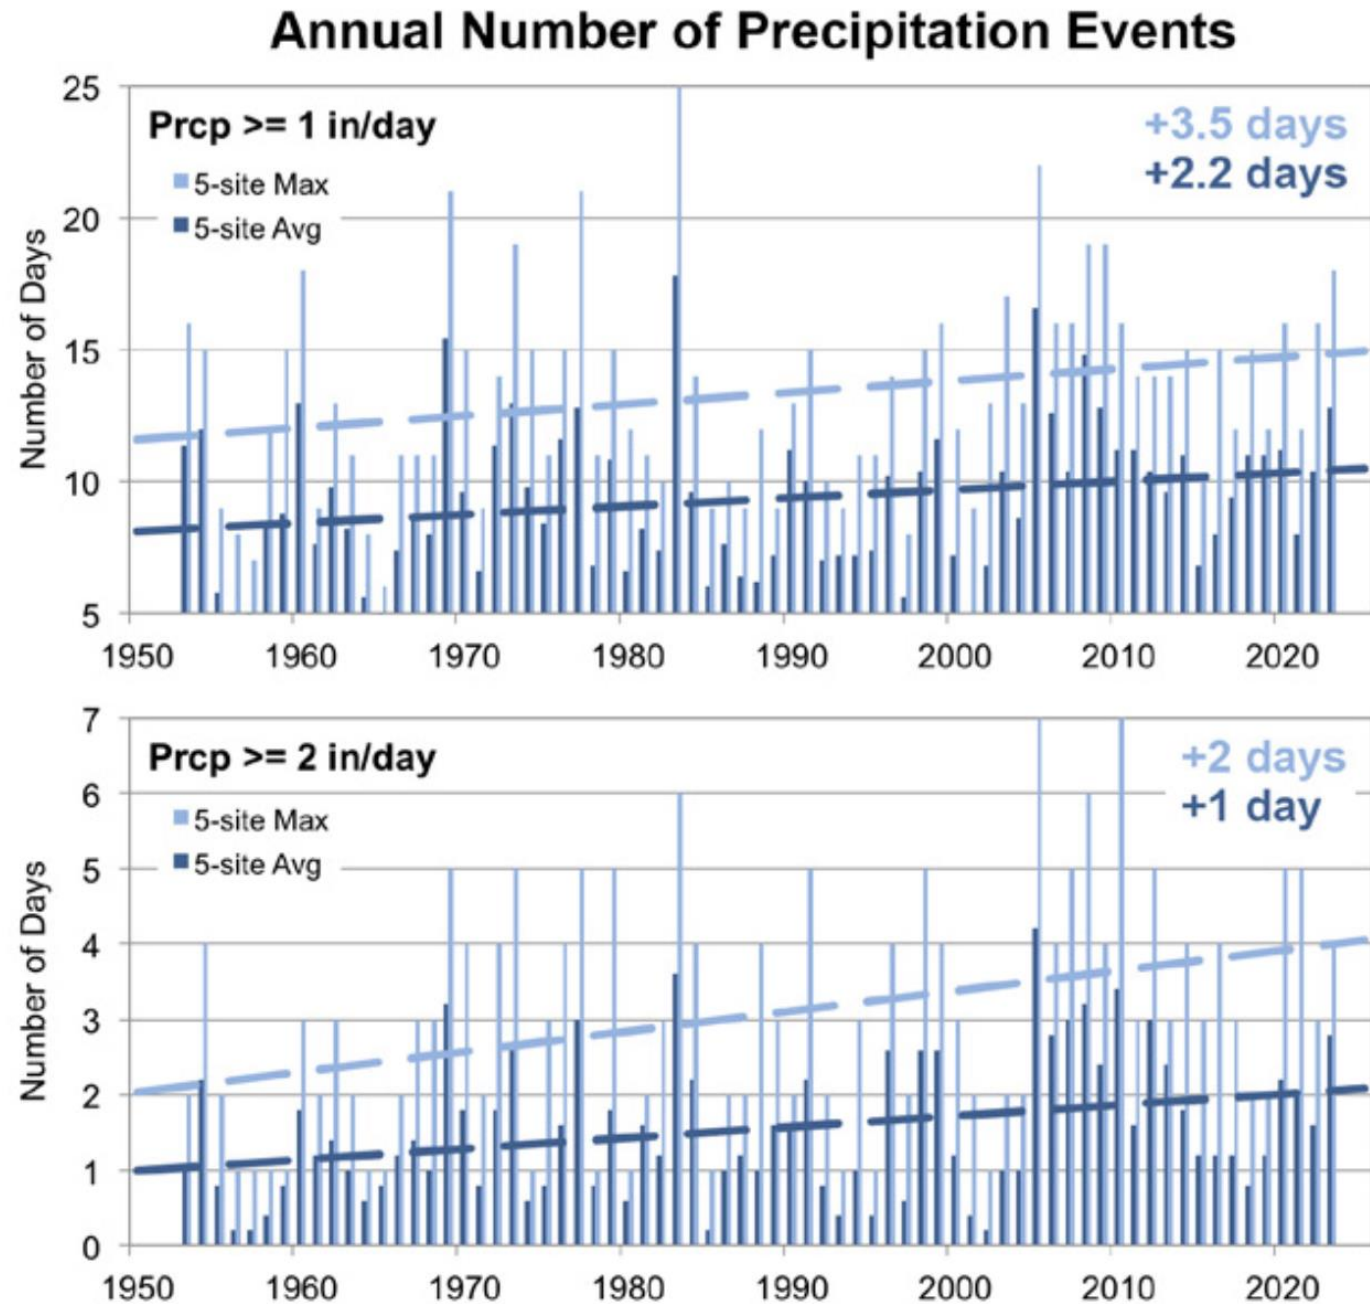 Annual Number of Precipitation Events
25
20
15
10
5
Number of Days
Prcp >= 1 in/day
5-site Max
5-site Avg
+3.5 days
+2.2 days
1950 1960 1970 1980 1990 2000 2010 2020
7
6
5
4
3
2
1
0
Number of Days
Prcp >= 2 in/day
5-site Max
5-site Avg
+2 days
+1 day
1950 1960 1970 1980 1990 2000 2010 2020